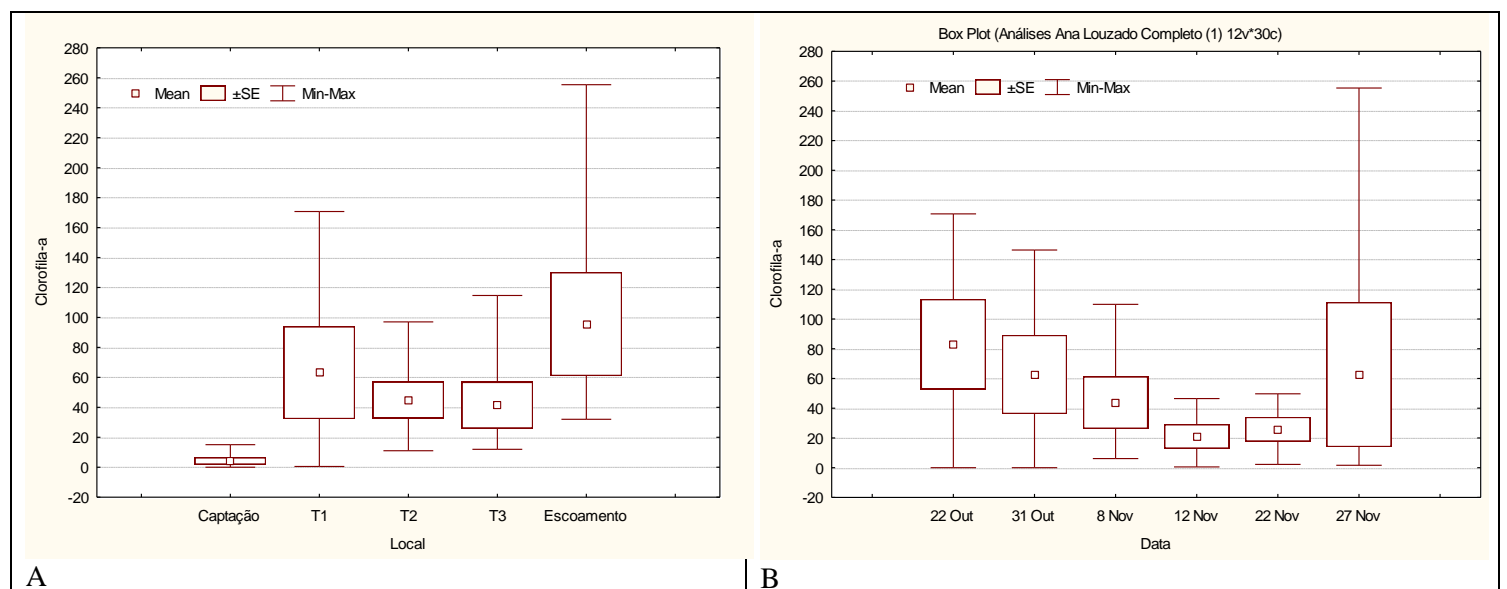 280
260
240
220
200
180
160
140
120
100
80
60
40
20
0
-20
Clorofila-a
Mean ±SE Min-Max
Captação T1 T2 T3 Escoamento
Local
A
Box Plot (Análises Ana Louzado Completo (1) 12v*30c)
280
260
240
220
200
180
160
140
120
100
80
60
40
20
0
-20
Clorofila-a
Mean ±SE Min-Max
22 Out 31 Out 8 Nov 12 Nov 22 Nov 27 Nov
Data
B